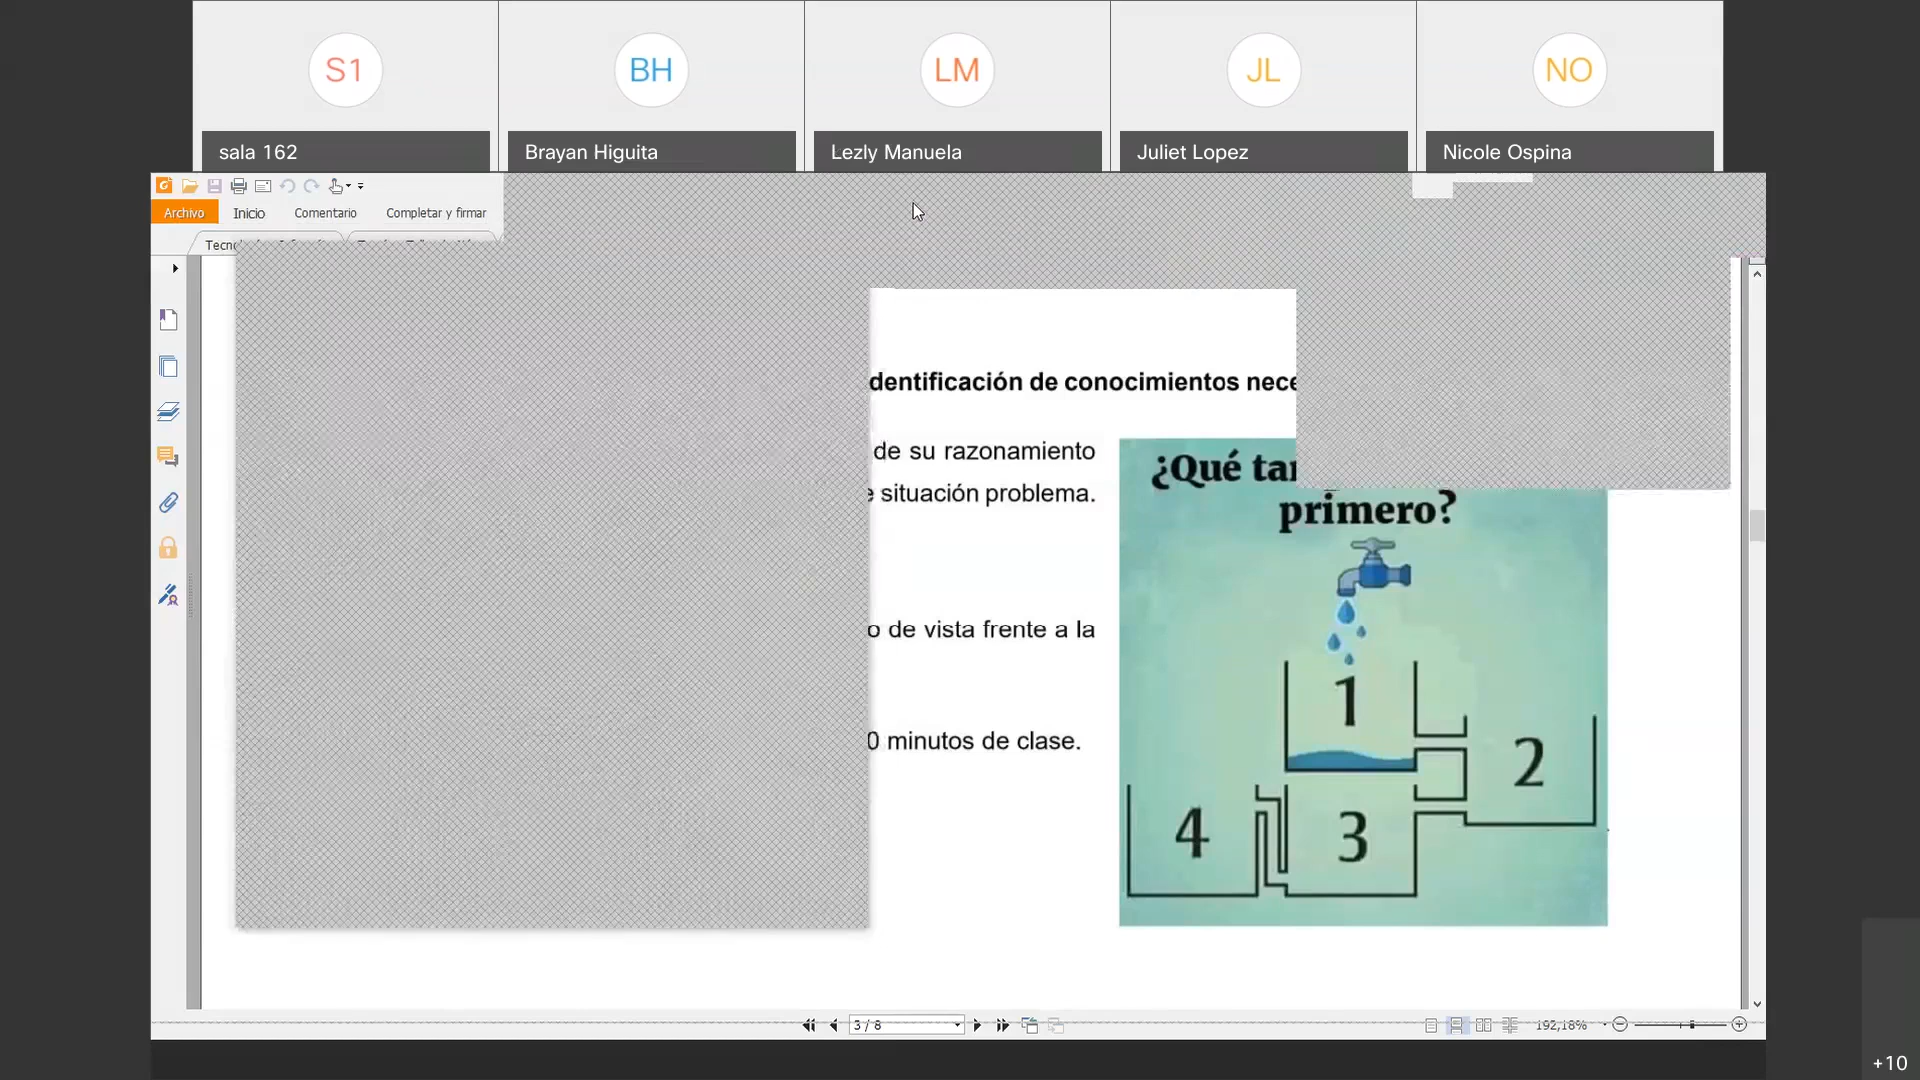 S1
BH
LM
JL
NO
sala 162
Brayan Higuita
Lezly Manuela
Juliet Lopez
Nicole Ospina
Archivo
Inicio
Comentario
Completar y firmar
dentificación de conocimientos nece
de su razonamiento
situación problema.
o de vista frente a la
0 minutos de clase.
¿Qué
primero?
1
2
3
4
3 / 8
192,18%
+10